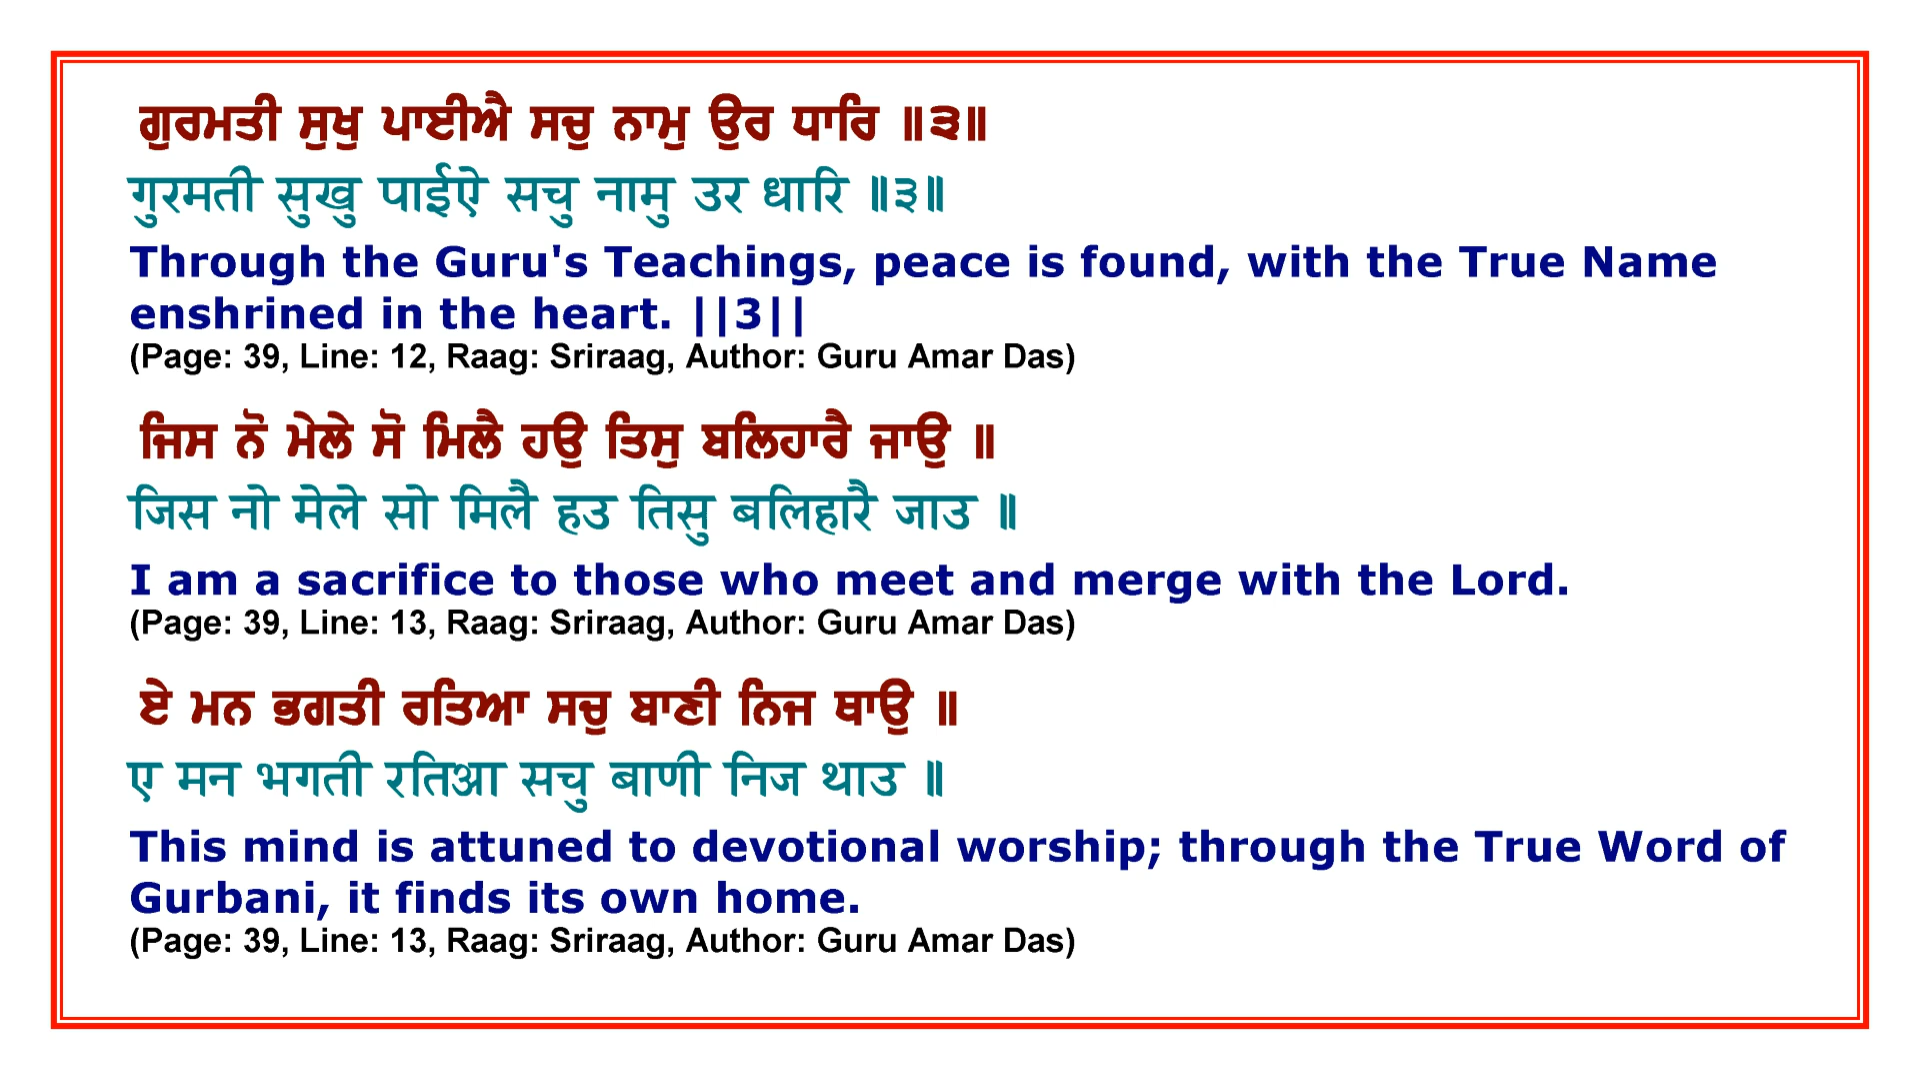 ਗੁਰਮਤੀ ਸੁਖੁ ਪਾਈਐ ਸਚੁ ਨਾਮੁ ਉਰ ਧਾਰਿ ॥੩॥
गुरमती सुखु पाईऐ सचु नामु उर धारि ॥३॥
Through the Guru's Teachings, peace is found, with the True Name
enshrined in the heart. ||3||
(Page: 39, Line: 12, Raag: Sriraag, Author: Guru Amar Das)
ਜਿਸ ਨੋ ਮੇਲੇ ਸੋ ਮਿਲੈ ਹਉ ਤਿਸੁ ਬਲਿਹਾਰੈ ਜਾਉ ॥
जिस नो मेले सो मिलै हउ तिसु बलिहारै जाउ ॥
I am a sacrifice to those who meet and merge with the Lord.
(Page: 39, Line: 13, Raag: Sriraag, Author: Guru Amar Das)
ਏ ਮਨ ਭਗਤੀ ਰਤਿਆ ਸਚੁ ਬਾਣੀ ਨਿਜ ਥਾਉ ॥
ए मन भगती रतिआ सचु बाणी निज थाउ ॥
This mind is attuned to devotional worship; through the True Word of
Gurbani, it finds its own home.
(Page: 39, Line: 13, Raag: Sriraag, Author: Guru Amar Das)